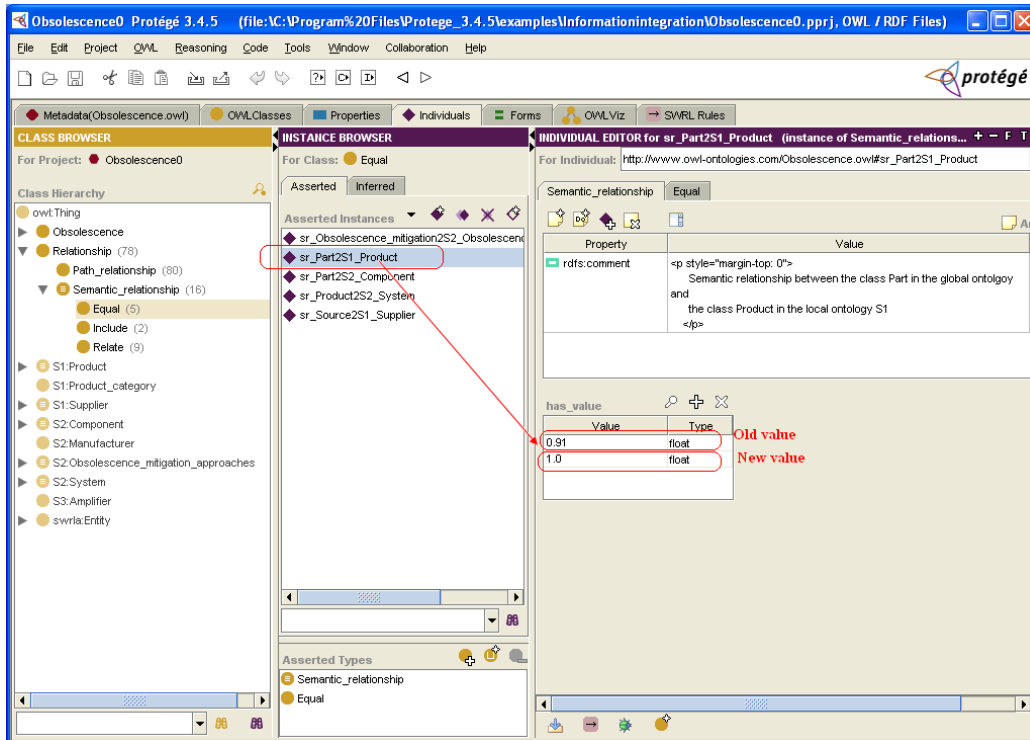 Obsolescence0 Protégé 3.4.5 (file:\C:\Program%20Files\Protege_3.4.5\examples\Informationintegration\Obsolescence0.pprj, OWL / RDF Files)
File Edit Project OWL Reasoning Code Tools Window Collaboration Help
protégé
Metadata(Obsolescence.owl) OWLClasses Properties Individuals Forms OWLViz SWRL Rules
CLASS BROWSER
For Project: Obsolescence0
Class Hierarchy
owl:Thing
Obsolescence
Relationship (78)
Path_relationship (80)
Semantic_relationship (16)
Equal (5)
Include (2)
Relate (9)
S1:Product
S1:Product_category
S1:Supplier
S2:Component
S2:Manufacturer
S2:Obsolescence_mitigation_approaches
S2:System
S3:Amplifier
swrla:Entity
INSTANCE BROWSER
For Class: Equal
Asserted Inferred
Asserted Instances
sr_Obsolescence_mitigation2S2_Obsolescenc
sr_Part2S1_Product
sr_Part2S2_Component
sr_Product2S2_System
sr_Source2S1_Supplier
Asserted Types
Semantic_relationship
Equal
INDIVIDUAL EDITOR for sr_Part2S1_Product (instance of Semantic_relations... + − F T
For Individual: http://www.owl-ontologies.com/Obsolescence.owl#sr_Part2S1_Product
Semantic_relationship Equal
Property Value
rdfs:comment <p style="margin-top: 0">
Semantic relationship between the class Part in the global ontolgoy
and
the class Product in the local ontology S1
</p>
has_value
Value Type
0.91 float Old value
1.0 float New value